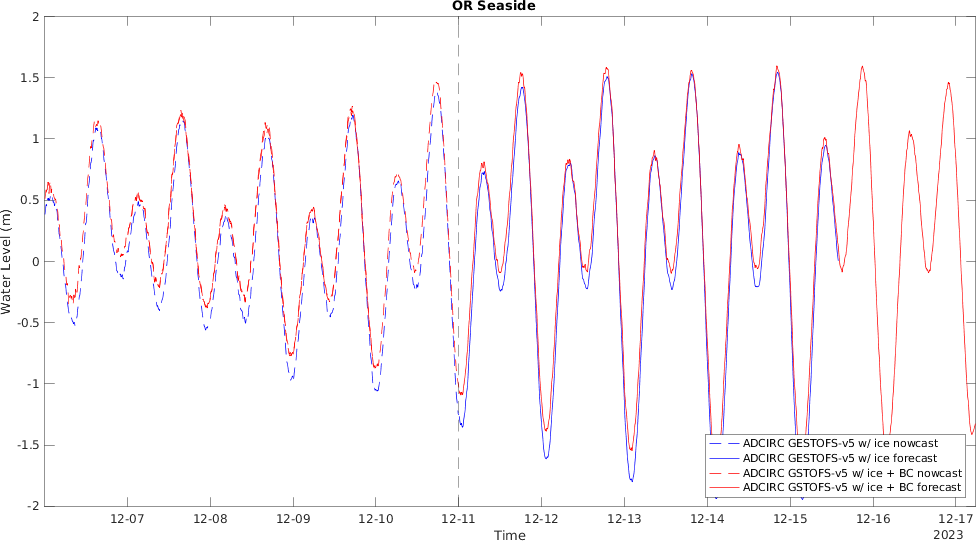 OR Seaside
2
1.5
1
0.5
0
-0.5
-1
-1.5
-2
Water Level (m)
12-07 12-08 12-09 12-10 12-11 12-12 12-13 12-14 12-15 12-16 12-17
Time
2023
ADCIRC GESTOFS-v5 w/ ice nowcast
ADCIRC GESTOFS-v5 w/ ice forecast
ADCIRC GSTOFS-v5 w/ ice + BC nowcast
ADCIRC GSTOFS-v5 w/ ice + BC forecast